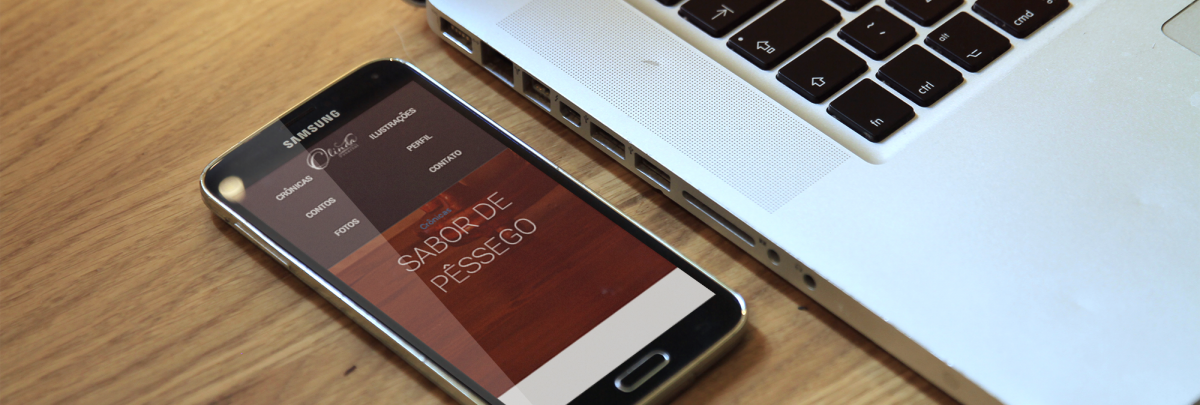 SAMSUNG
Olinda
CRÔNICAS
CONTOS
FOTOS
ILUSTRAÇÕES
PERFIL
CONTATO
Crônicas
SABOR DE
PÊSSEGO
alt
cmd
ctrl
fn